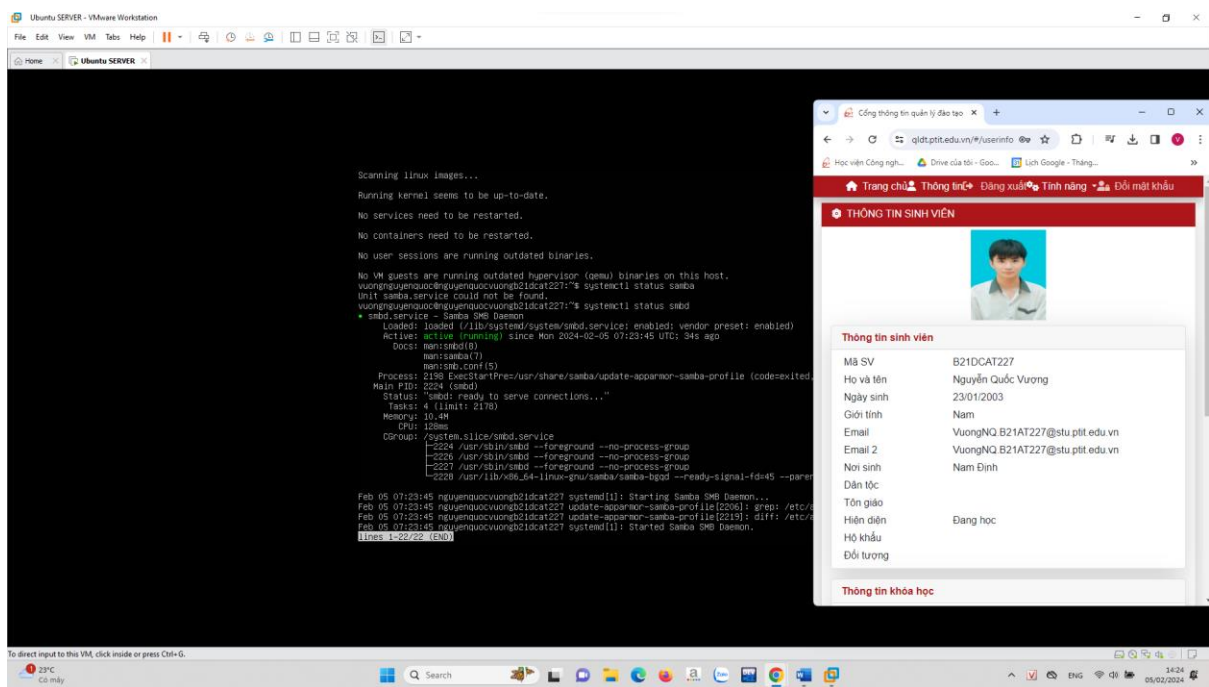 Ubuntu SERVER - VMware Workstation
File Edit View VM Tabs Help
Home
Ubuntu SERVER
Scanning linux images...
Running kernel seems to be up-to-date.
No services need to be restarted.
No containers need to be restarted.
No user sessions are running outdated binaries.
No VM guests are running outdated hypervisor (qemu) binaries on this host.
vuongnguyenquoc@nguyenquocvuongb21dcat227:~$ systemctl status samba
Unit samba.service could not be found.
vuongnguyenquoc@nguyenquocvuongb21dcat227:~$ systemctl status smbd
● smbd.service - Samba SMB Daemon
Loaded: loaded (/lib/systemd/system/smbd.service; enabled; vendor preset: enabled)
Active: active (running) since Mon 2024-02-05 07:23:45 UTC; 34s ago
Docs: man:smbd(8)
man:samba(7)
man:smb.conf(5)
Process: 2198 ExecStartPre=/usr/share/samba/update-apparmor-samba-profile (code=exited,
Main PID: 2224 (smbd)
Status: "smbd: ready to serve connections..."
Tasks: 4 (limit: 2178)
Memory: 10.4M
CPU: 128ms
CGroup: /system.slice/smbd.service
├─2224 /usr/sbin/smbd --foreground --no-process-group
├─2226 /usr/sbin/smbd --foreground --no-process-group
├─2227 /usr/sbin/smbd --foreground --no-process-group
└─2228 /usr/lib/x86_64-linux-gnu/samba/samba-bgqd --ready-signal-fd=45 --paren
Feb 05 07:23:45 nguyenquocvuongb21dcat227 systemd[1]: Starting Samba SMB Daemon...
Feb 05 07:23:45 nguyenquocvuongb21dcat227 update-apparmor-samba-profile[2206]: grep: /etc/a
Feb 05 07:23:45 nguyenquocvuongb21dcat227 update-apparmor-samba-profile[2219]: diff: /etc/a
Feb 05 07:23:45 nguyenquocvuongb21dcat227 systemd[1]: Started Samba SMB Daemon.
lines 1-22/22 (END)
Cổng thông tin quản lý đào tạo
qldt.ptit.edu.vn/#/userinfo
Học viện Công ngh...
Drive của tôi - Goo...
Lịch Google - Tháng...
Trang chủ Thông tin Đăng xuất Tính năng Đổi mật khẩu
THÔNG TIN SINH VIÊN
Thông tin sinh viên
Mã SV B21DCAT227
Họ và tên Nguyễn Quốc Vượng
Ngày sinh 23/01/2003
Giới tính Nam
Email VuongNQ.B21AT227@stu.ptit.edu.vn
Email 2 VuongNQ.B21AT227@stu.ptit.edu.vn
Nơi sinh Nam Định
Dân tộc
Tôn giáo
Hiện diện Đang học
Hộ khẩu
Đối tượng
Thông tin khóa học
To direct input to this VM, click inside or press Ctrl+G.
23°C
Có mây
Search
ENG
14:24
05/02/2024